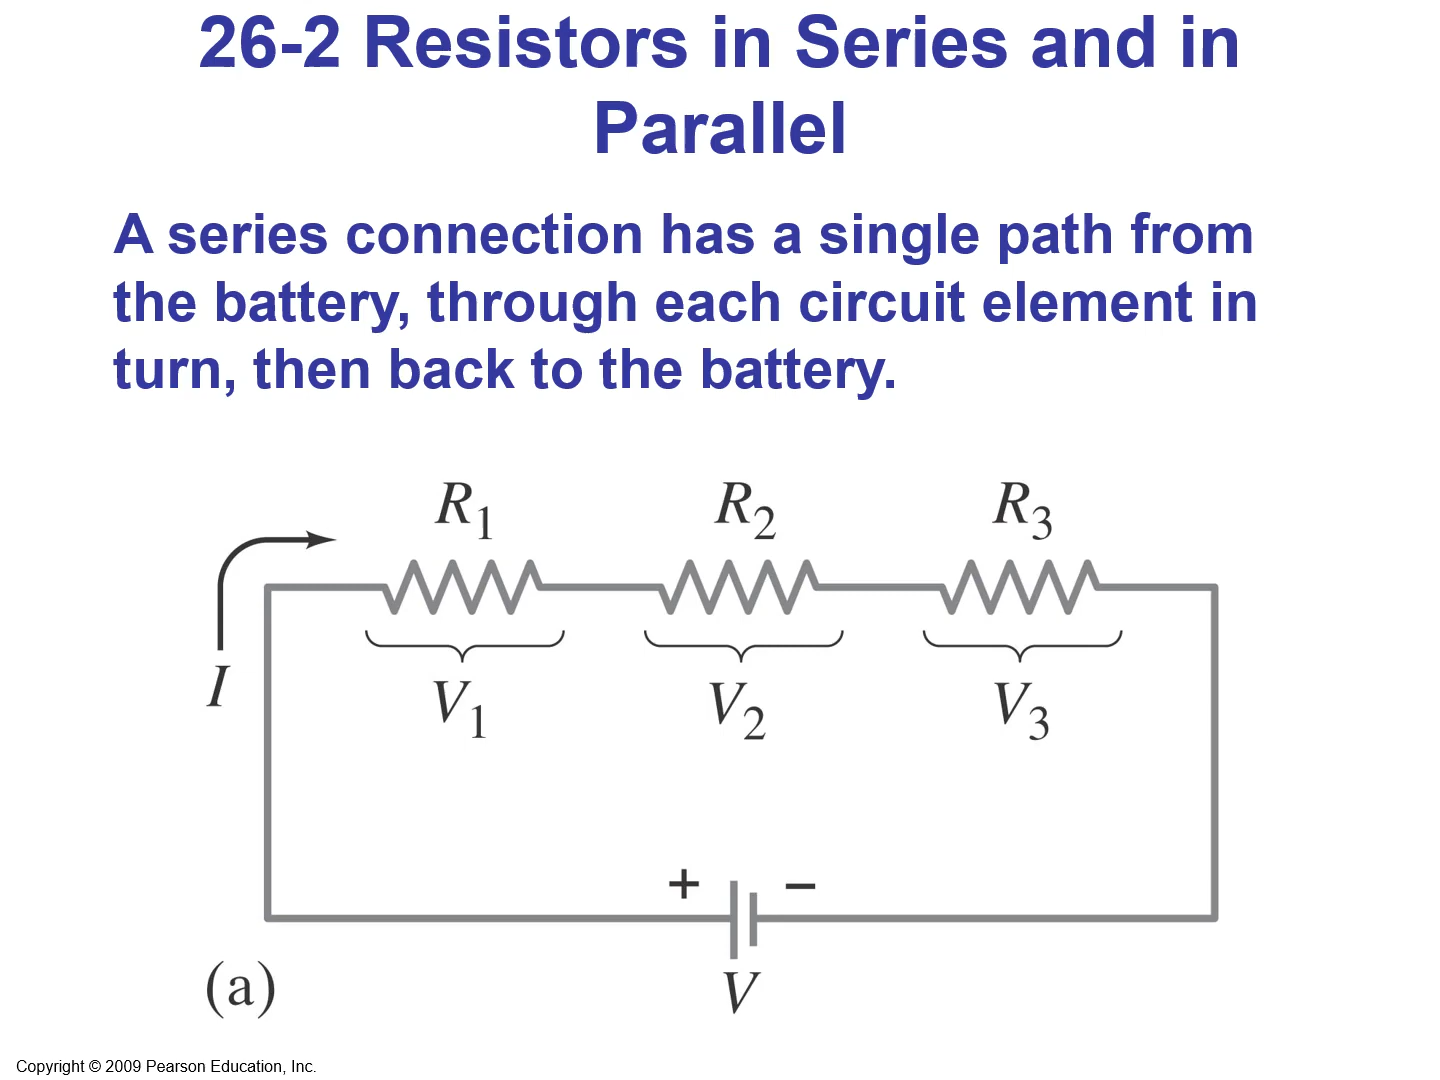 26-2 Resistors in Series and in
Parallel
A series connection has a single path from
the battery, through each circuit element in
turn, then back to the battery.
R1 R2 R3
I
V1 V2 V3
+ −
V
(a)
Copyright © 2009 Pearson Education, Inc.